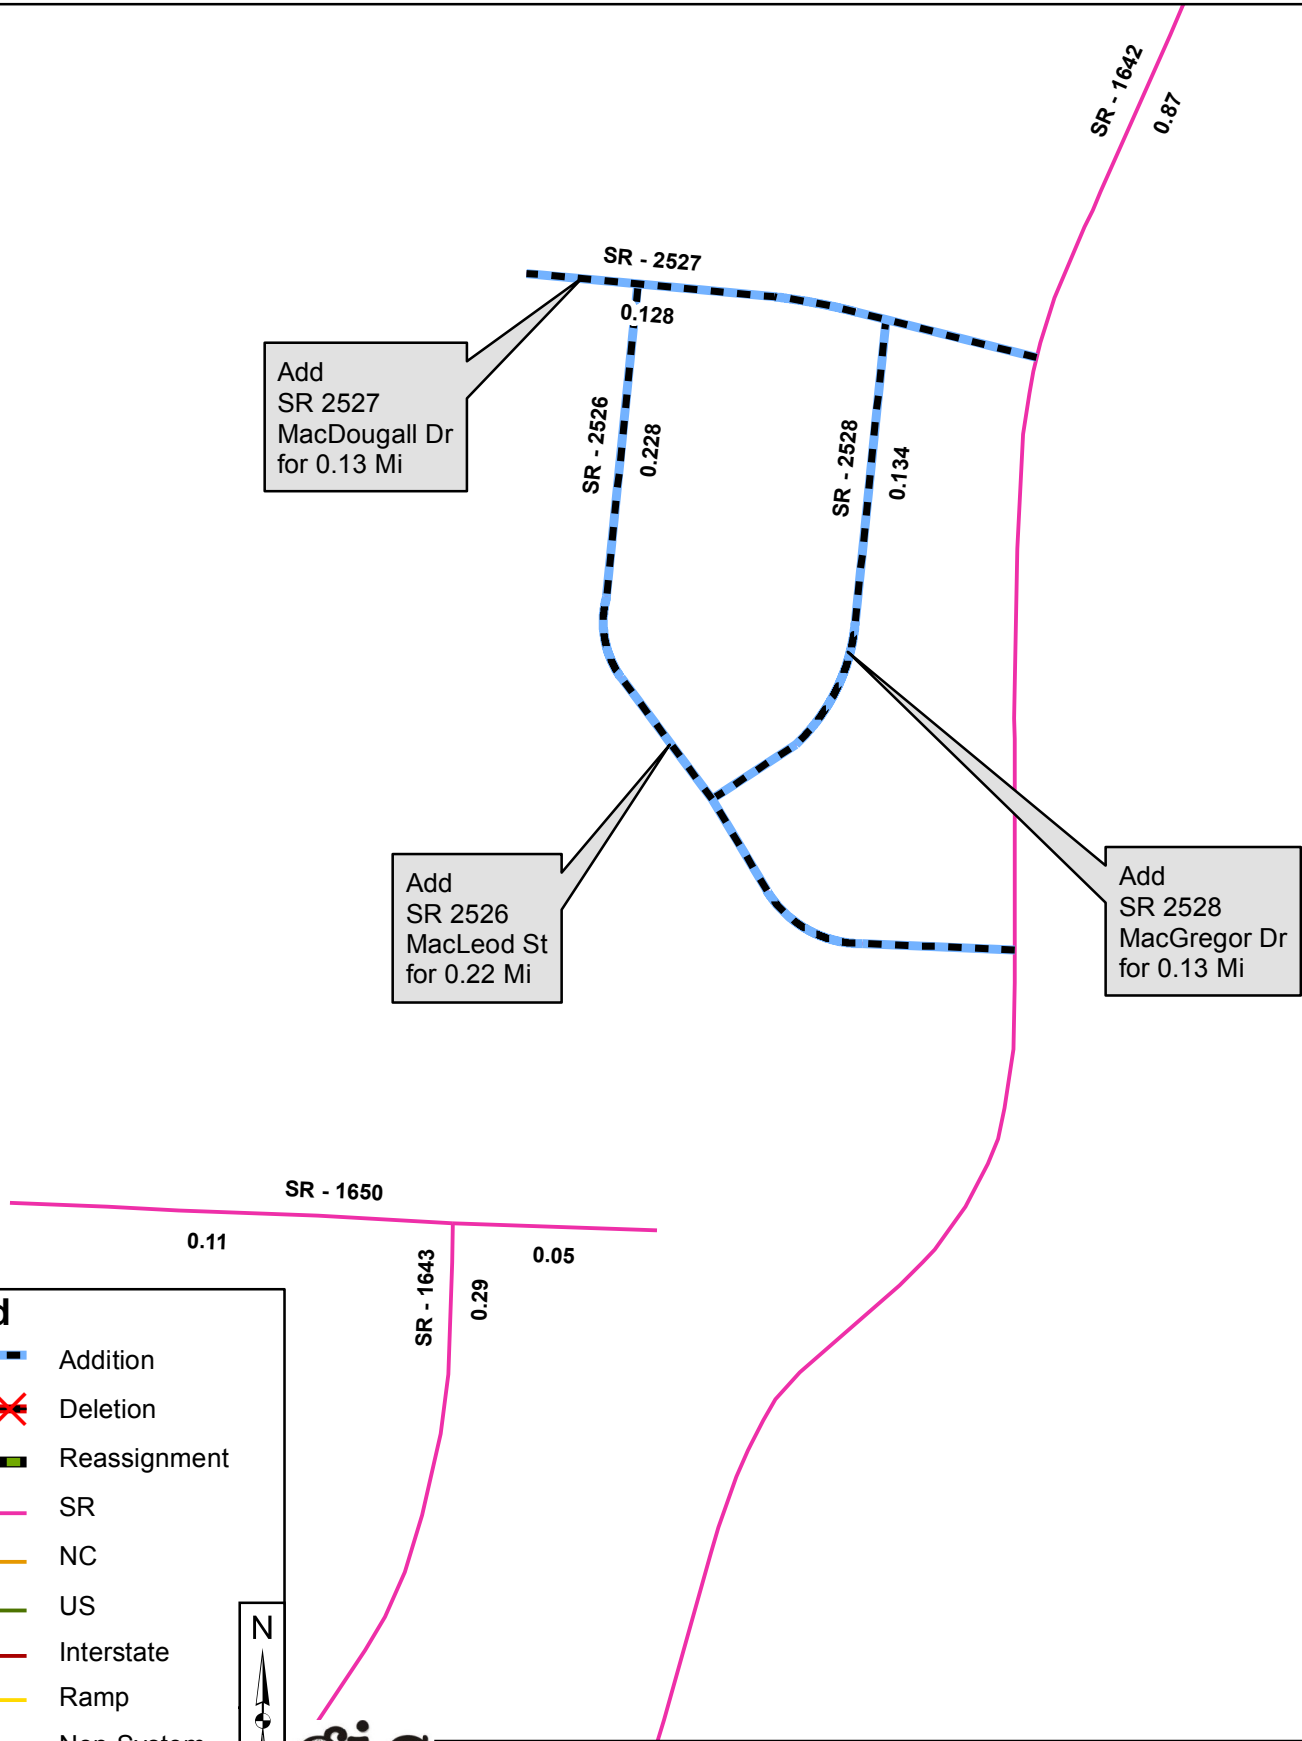 SR - 1642
0.87
SR - 2527
0.128
Add
SR 2527
MacDougall Dr
for 0.13 Mi
SR - 2526
0.228
SR - 2528
0.134
Add
SR 2526
MacLeod St
for 0.22 Mi
Add
SR 2528
MacGregor Dr
for 0.13 Mi
SR - 1650
0.11
0.05
SR - 1643
0.29
d
Addition
Deletion
Reassignment
SR
NC
US
Interstate
Ramp
Non-System
N